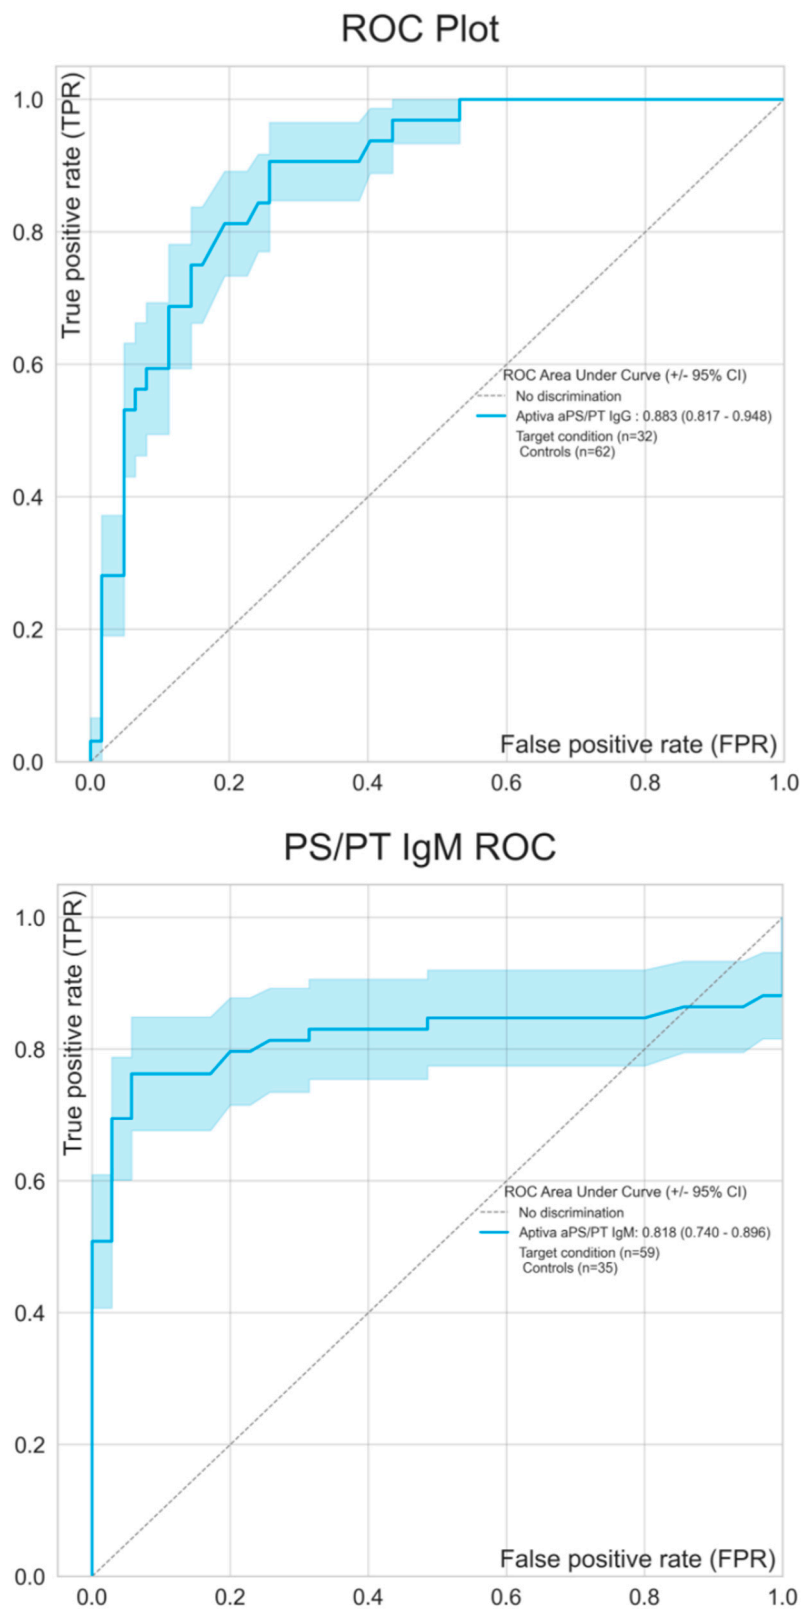 ROC Plot
True positive rate (TPR)
1.0
0.8
0.6
0.4
0.2
0.0
ROC Area Under Curve (+/- 95% CI)
No discrimination
Aptiva aPS/PT IgG : 0.883 (0.817 - 0.948)
Target condition (n=32)
Controls (n=62)
False positive rate (FPR)
0.0 0.2 0.4 0.6 0.8 1.0
PS/PT IgM ROC
True positive rate (TPR)
1.0
0.8
0.6
0.4
0.2
0.0
ROC Area Under Curve (+/- 95% CI)
No discrimination
Aptiva aPS/PT IgM: 0.818 (0.740 - 0.896)
Target condition (n=59)
Controls (n=35)
False positive rate (FPR)
0.0 0.2 0.4 0.6 0.8 1.0